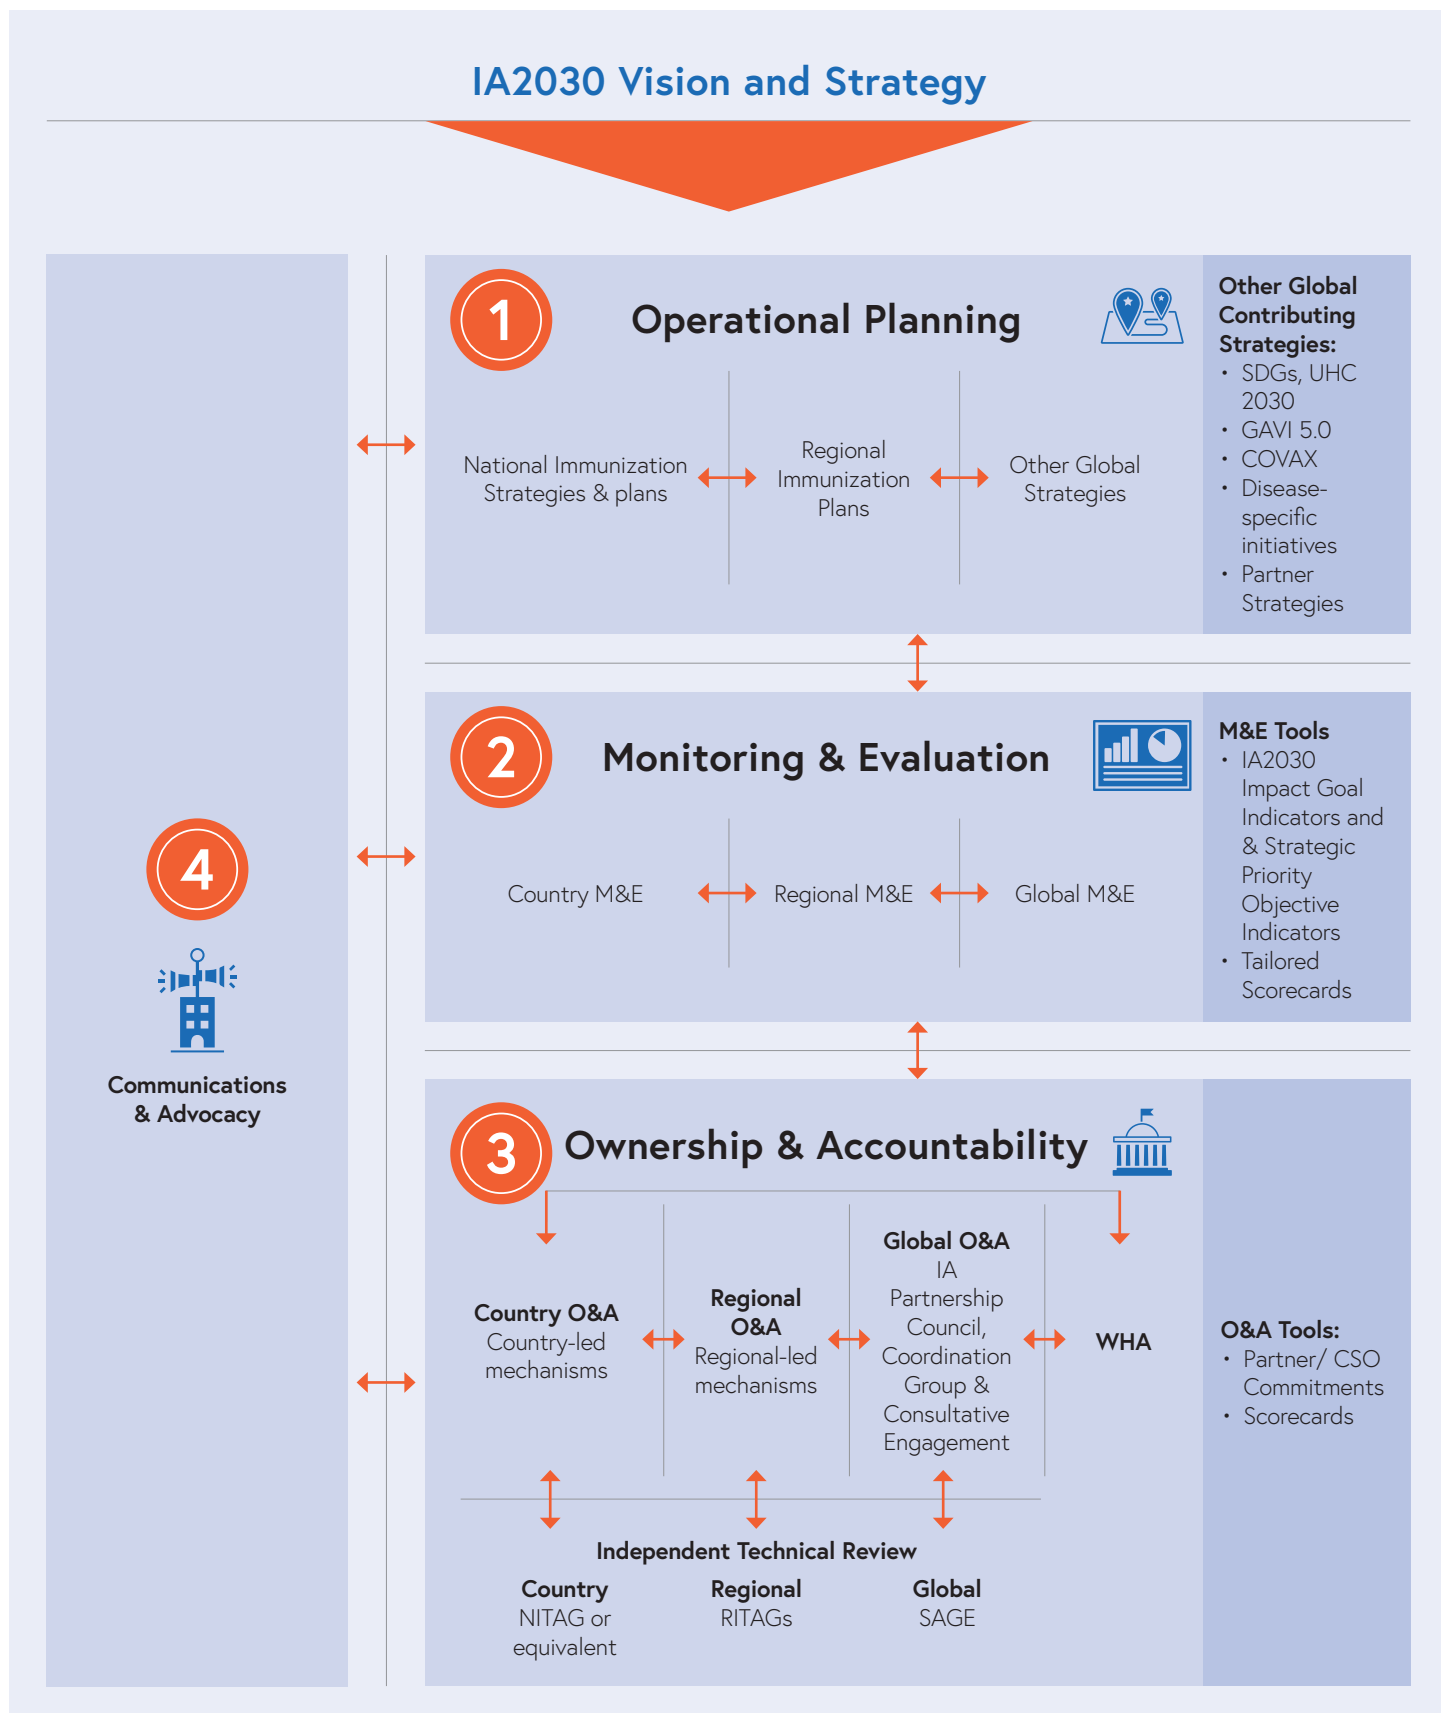 IA2030 Vision and Strategy
1
Operational Planning
National Immunization
Strategies & plans
Regional
Immunization
Plans
Other Global
Strategies
Other Global
Contributing
Strategies:
• SDGs, UHC
2030
• GAVI 5.0
• COVAX
• Disease-
specific
initiatives
• Partner
Strategies
2
Monitoring & Evaluation
Country M&E
Regional M&E
Global M&E
M&E Tools
• IA2030
Impact Goal
Indicators and
& Strategic
Priority
Objective
Indicators
• Tailored
Scorecards
4
Communications
& Advocacy
3
Ownership & Accountability
Country O&A
Country-led
mechanisms
Regional
O&A
Regional-led
mechanisms
Global O&A
IA
Partnership
Council,
Coordination
Group &
Consultative
Engagement
WHA
O&A Tools:
• Partner/ CSO
Commitments
• Scorecards
Independent Technical Review
Country
NITAG or
equivalent
Regional
RITAGs
Global
SAGE